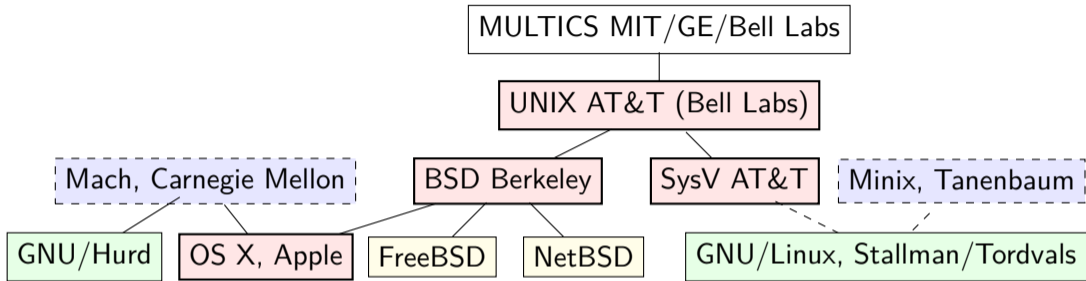 MULTICS MIT/GE/Bell Labs
UNIX AT&T (Bell Labs)
Mach, Carnegie Mellon
BSD Berkeley
SysV AT&T
Minix, Tanenbaum
GNU/Hurd
OS X, Apple
FreeBSD
NetBSD
GNU/Linux, Stallman/Tordvals